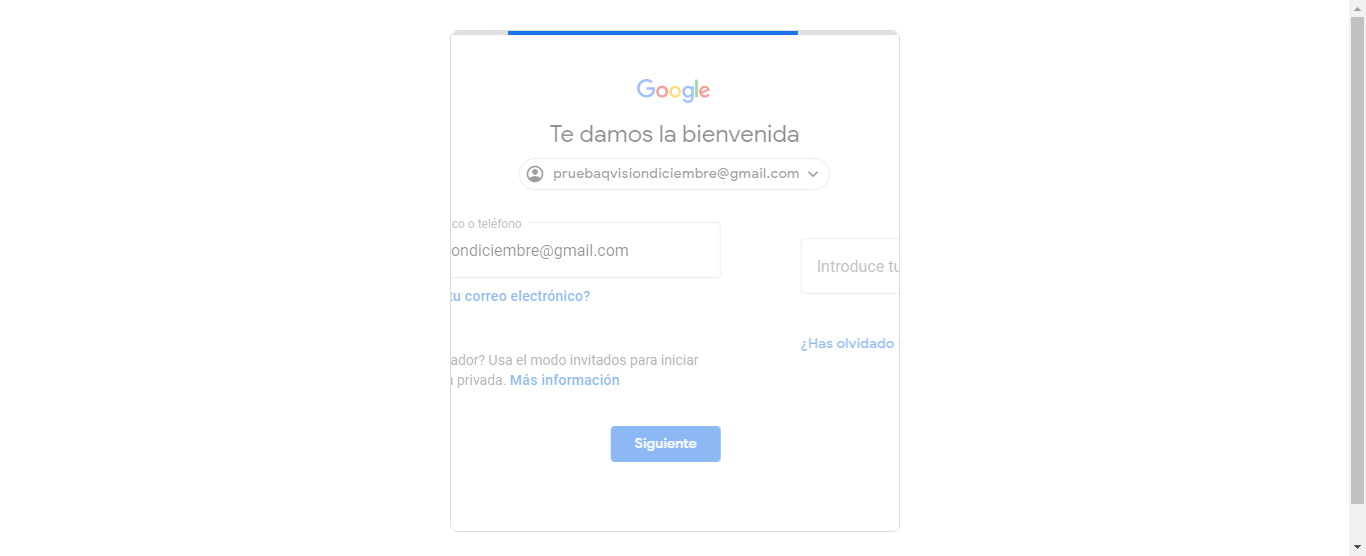 Google
Te damos la bienvenida
pruebaqvisiondiciembre@gmail.com
co o teléfono
ondiciembre@gmail.com
Introduce tu
tu correo electrónico?
¿Has olvidado
ador? Usa el modo invitados para iniciar
a privada. Más información
Siguiente